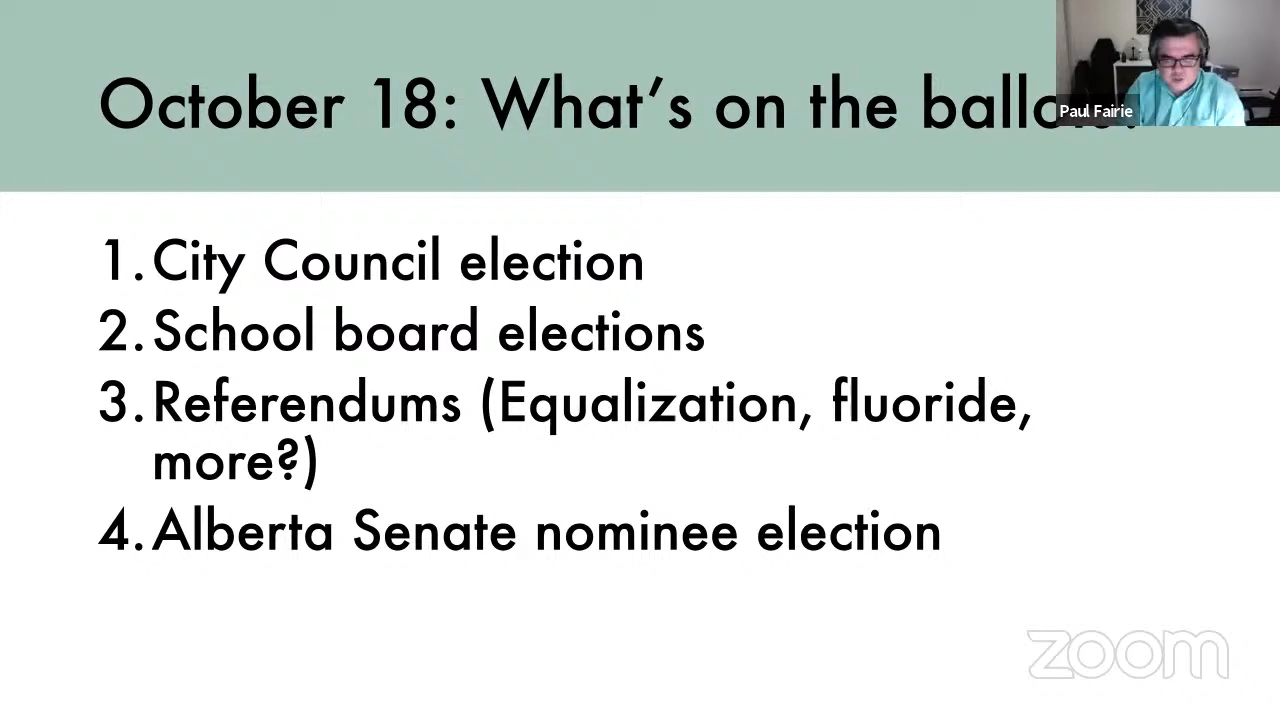 October 18: What's on the
Paul Fairie
1. City Council election
2. School board elections
3. Referendums (Equalization, fluoride,
more?)
4. Alberta Senate nominee election
zoom